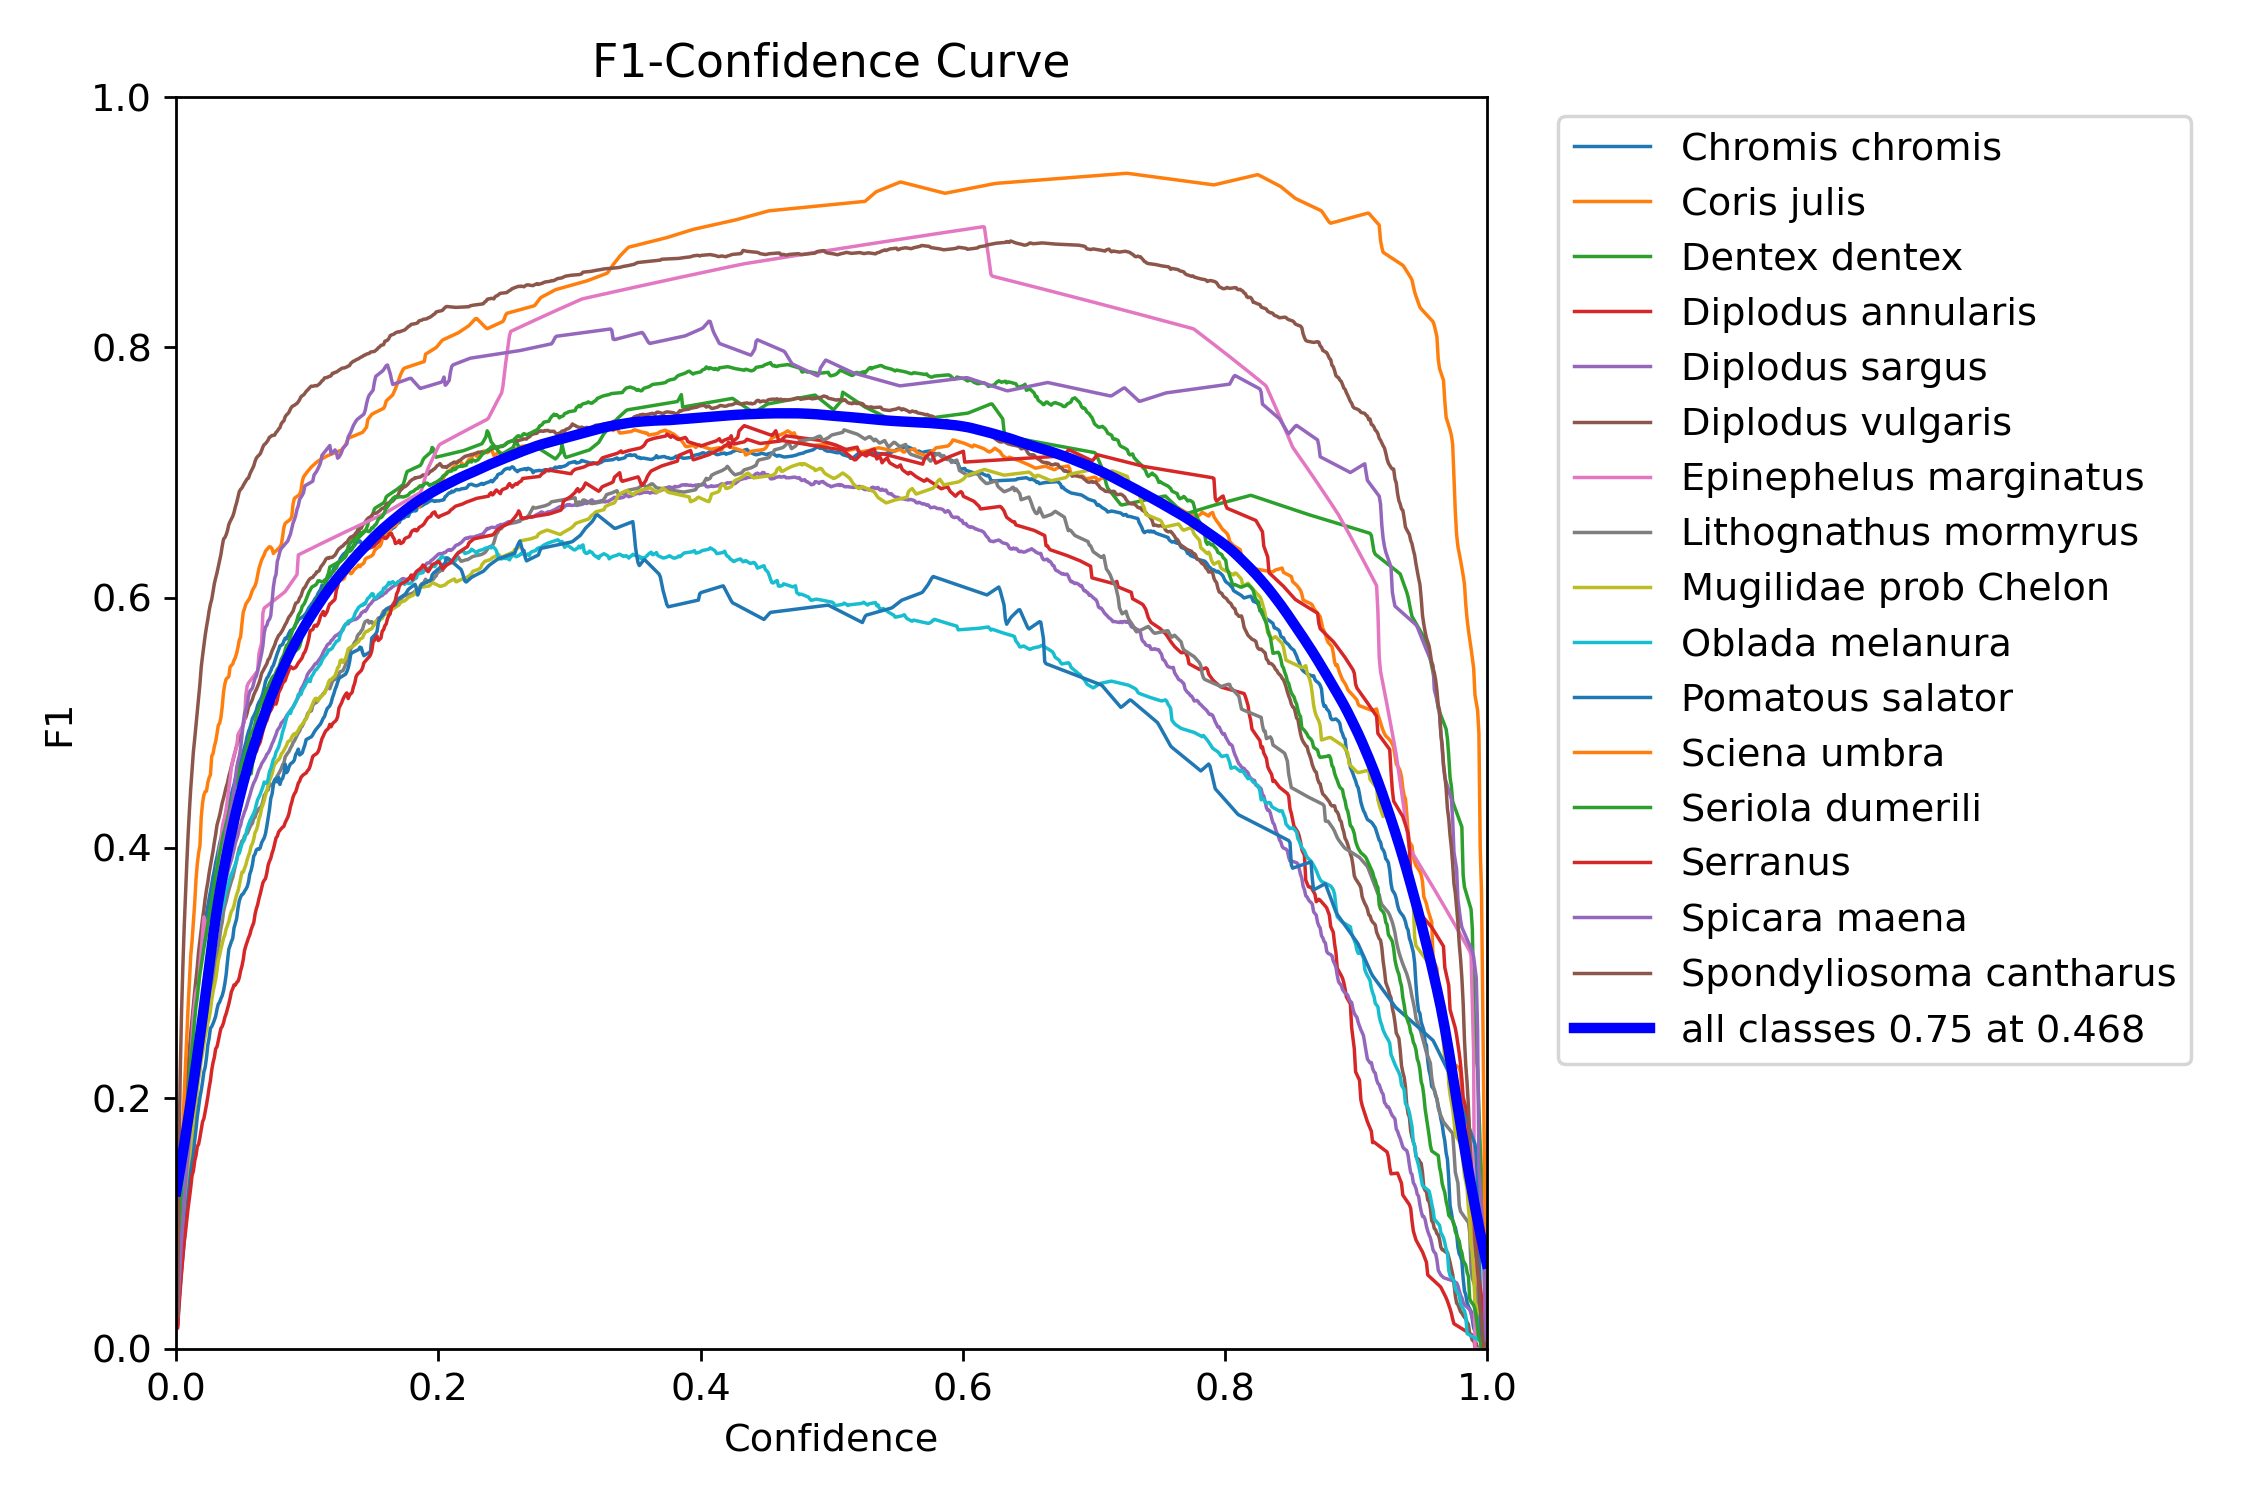 F1-Confidence Curve
1.0
0.8
0.6
0.4
0.2
0.0
F1
0.0 0.2 0.4 0.6 0.8 1.0
Confidence
Chromis chromis
Coris julis
Dentex dentex
Diplodus annularis
Diplodus sargus
Diplodus vulgaris
Epinephelus marginatus
Lithognathus mormyrus
Mugilidae prob Chelon
Oblada melanura
Pomatous salator
Sciena umbra
Seriola dumerili
Serranus
Spicara maena
Spondyliosoma cantharus
all classes 0.75 at 0.468